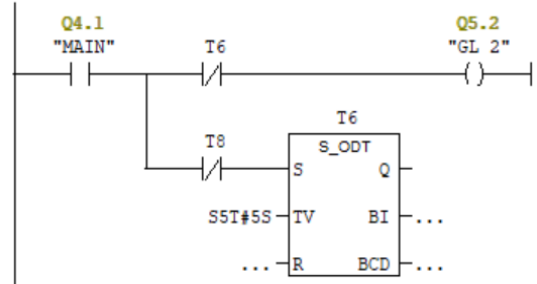 Q4.1 Q5.2
"MAIN" T6 "GL 2"
T6
T8 S_ODT
S Q
S5T#5S TV BI ...
... R BCD ...